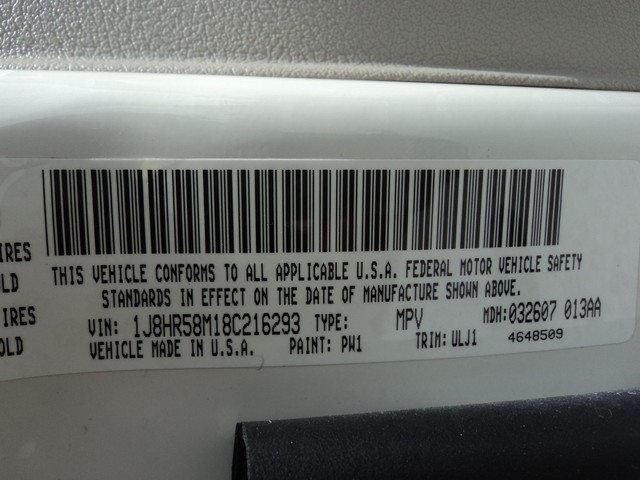 THIS VEHICLE CONFORMS TO ALL APPLICABLE U.S.A. FEDERAL MOTOR VEHICLE SAFETY
STANDARDS IN EFFECT ON THE DATE OF MANUFACTURE SHOWN ABOVE.
VIN: 1J8HR58M18C216293 TYPE: MPV MDH:032607 013AA
VEHICLE MADE IN U.S.A. PAINT: PW1 TRIM:ULJ1 4648509
IRES
OLD
IRES
OLD